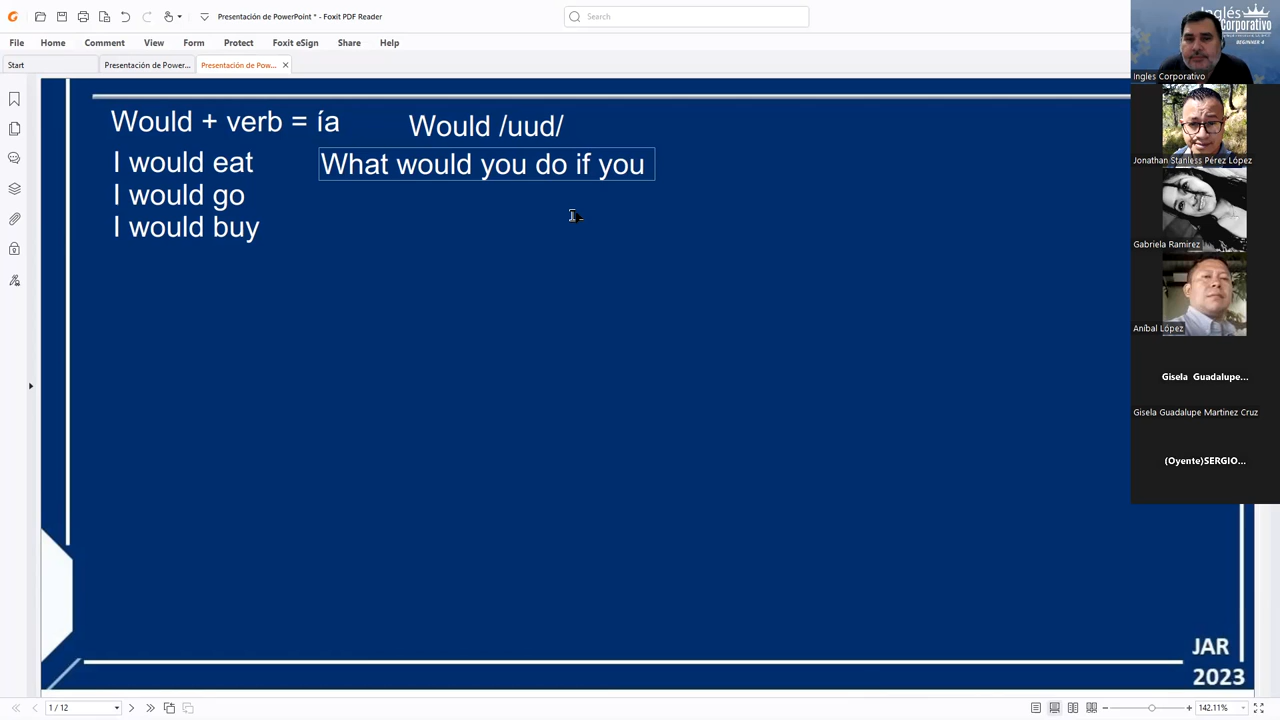 Presentación de PowerPoint * - Foxit PDF Reader
Search
File Home Comment View Form Protect Foxit eSign Share Help
Start
Presentación de Power...
Presentación de Pow...
Would + verb = ía
Would /uud/
I would eat
What would you do if you
I would go
I would buy
JAR
2023
Inglés
Corporativo
BEGINNER 4
Ingles Corporativo
Jonathan Stanless Pérez López
Gabriela Ramirez
Aníbal López
Gisela Guadalupe...
Gisela Guadalupe Martinez Cruz
(Oyente)SERGIO...
1 / 12
142.11%